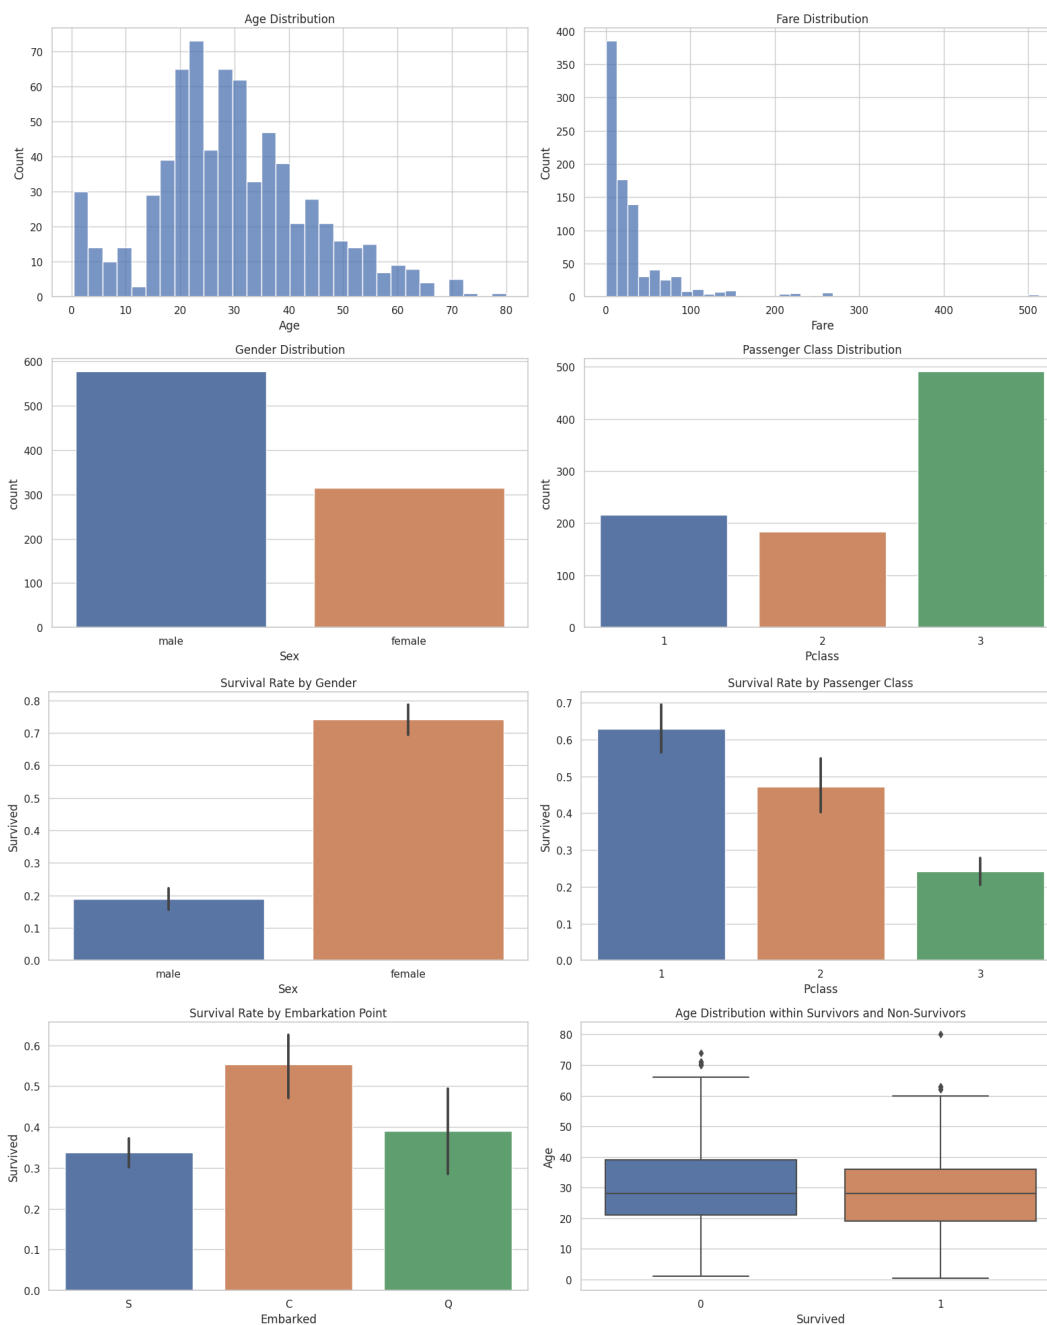 Age Distribution
70
60
50
40
30
20
10
0
Count
0 10 20 30 40 50 60 70 80
Age
Fare Distribution
400
350
300
250
200
150
100
50
0
Count
0 100 200 300 400 500
Fare
Gender Distribution
600
500
400
300
200
100
0
count
male female
Sex
Passenger Class Distribution
500
400
300
200
100
0
count
1 2 3
Pclass
Survival Rate by Gender
0.8
0.7
0.6
0.5
0.4
0.3
0.2
0.1
0.0
Survived
male female
Sex
Survival Rate by Passenger Class
0.7
0.6
0.5
0.4
0.3
0.2
0.1
0.0
Survived
1 2 3
Pclass
Survival Rate by Embarkation Point
0.6
0.5
0.4
0.3
0.2
0.1
0.0
Survived
S C Q
Embarked
Age Distribution within Survivors and Non-Survivors
80
70
60
50
40
30
20
10
0
Age
0 1
Survived